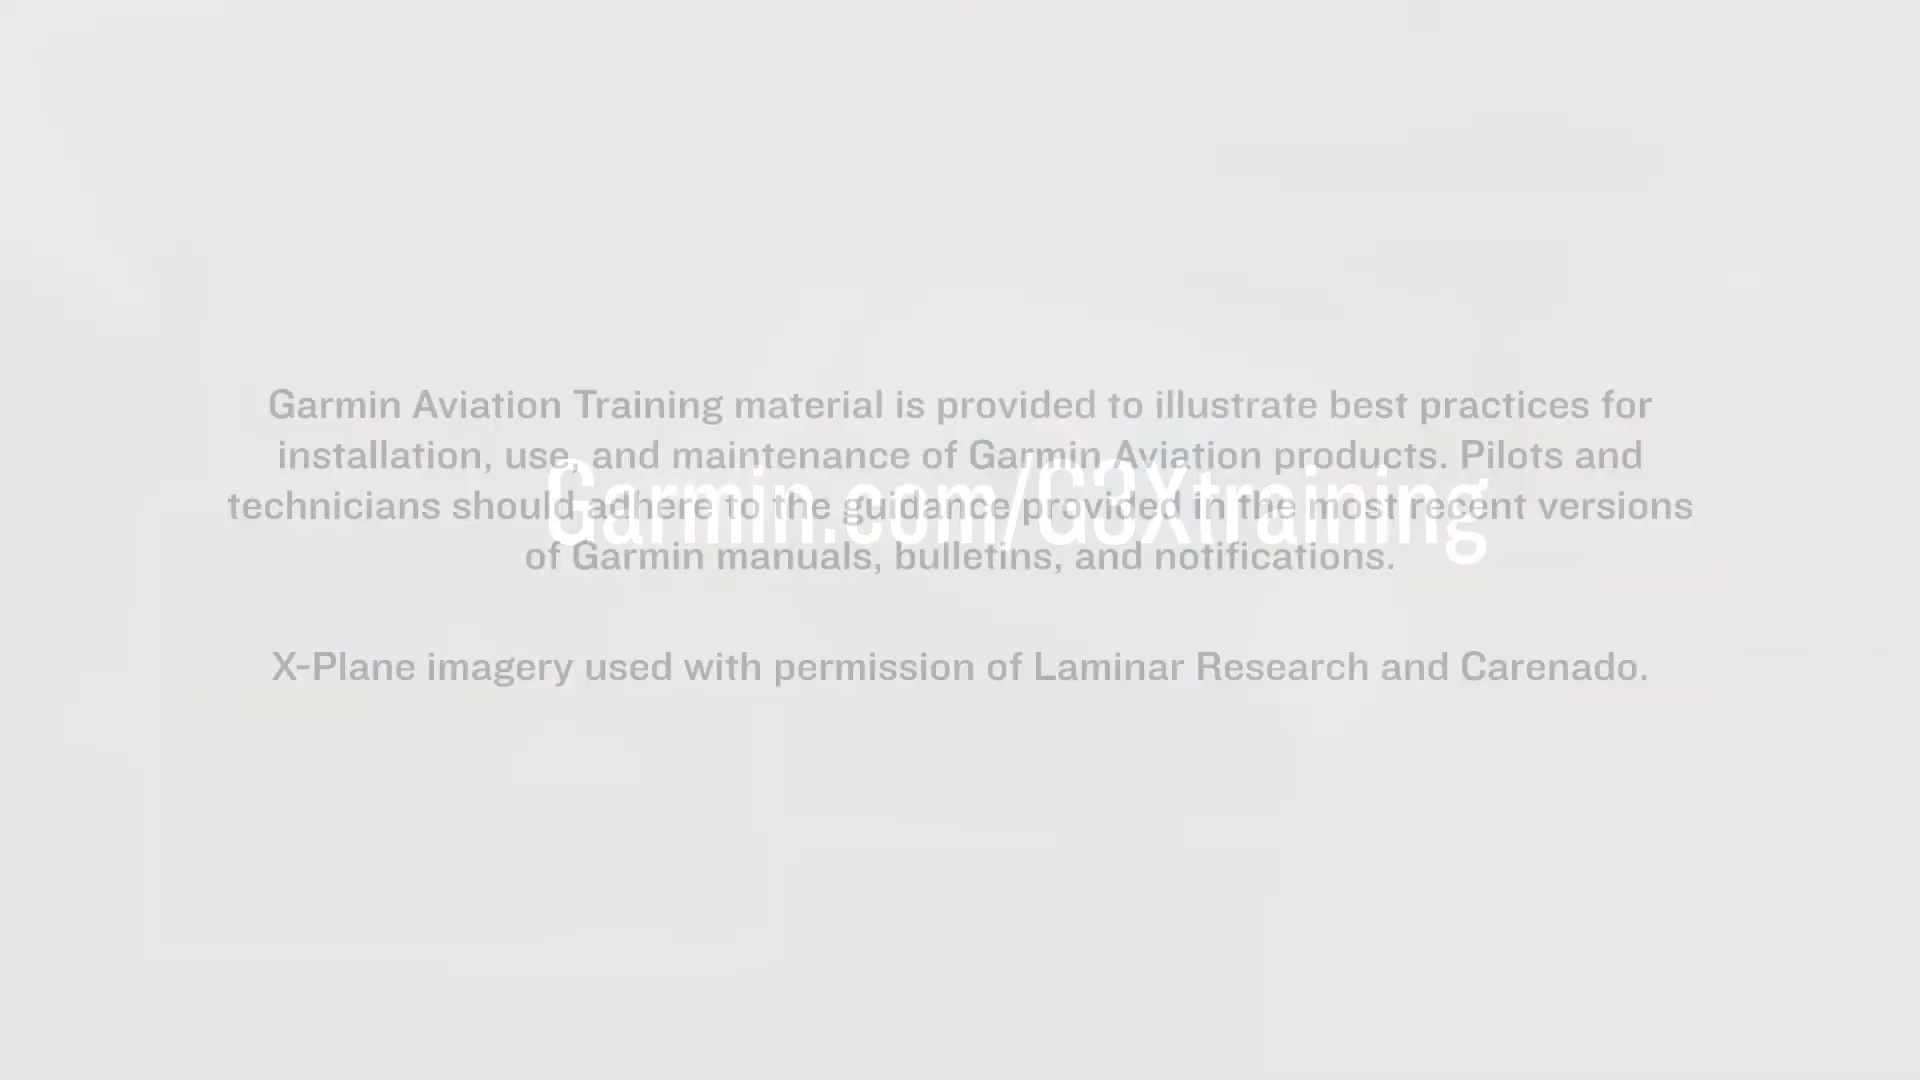 Garmin Aviation Training material is provided to illustrate best practices for
installation, use, and maintenance of Garmin Aviation products. Pilots and
technicians should adhere to the guidance provided in the most recent versions
Garmin.com/G3Xtraining
of Garmin manuals, bulletins, and notifications.
X-Plane imagery used with permission of Laminar Research and Carenado.